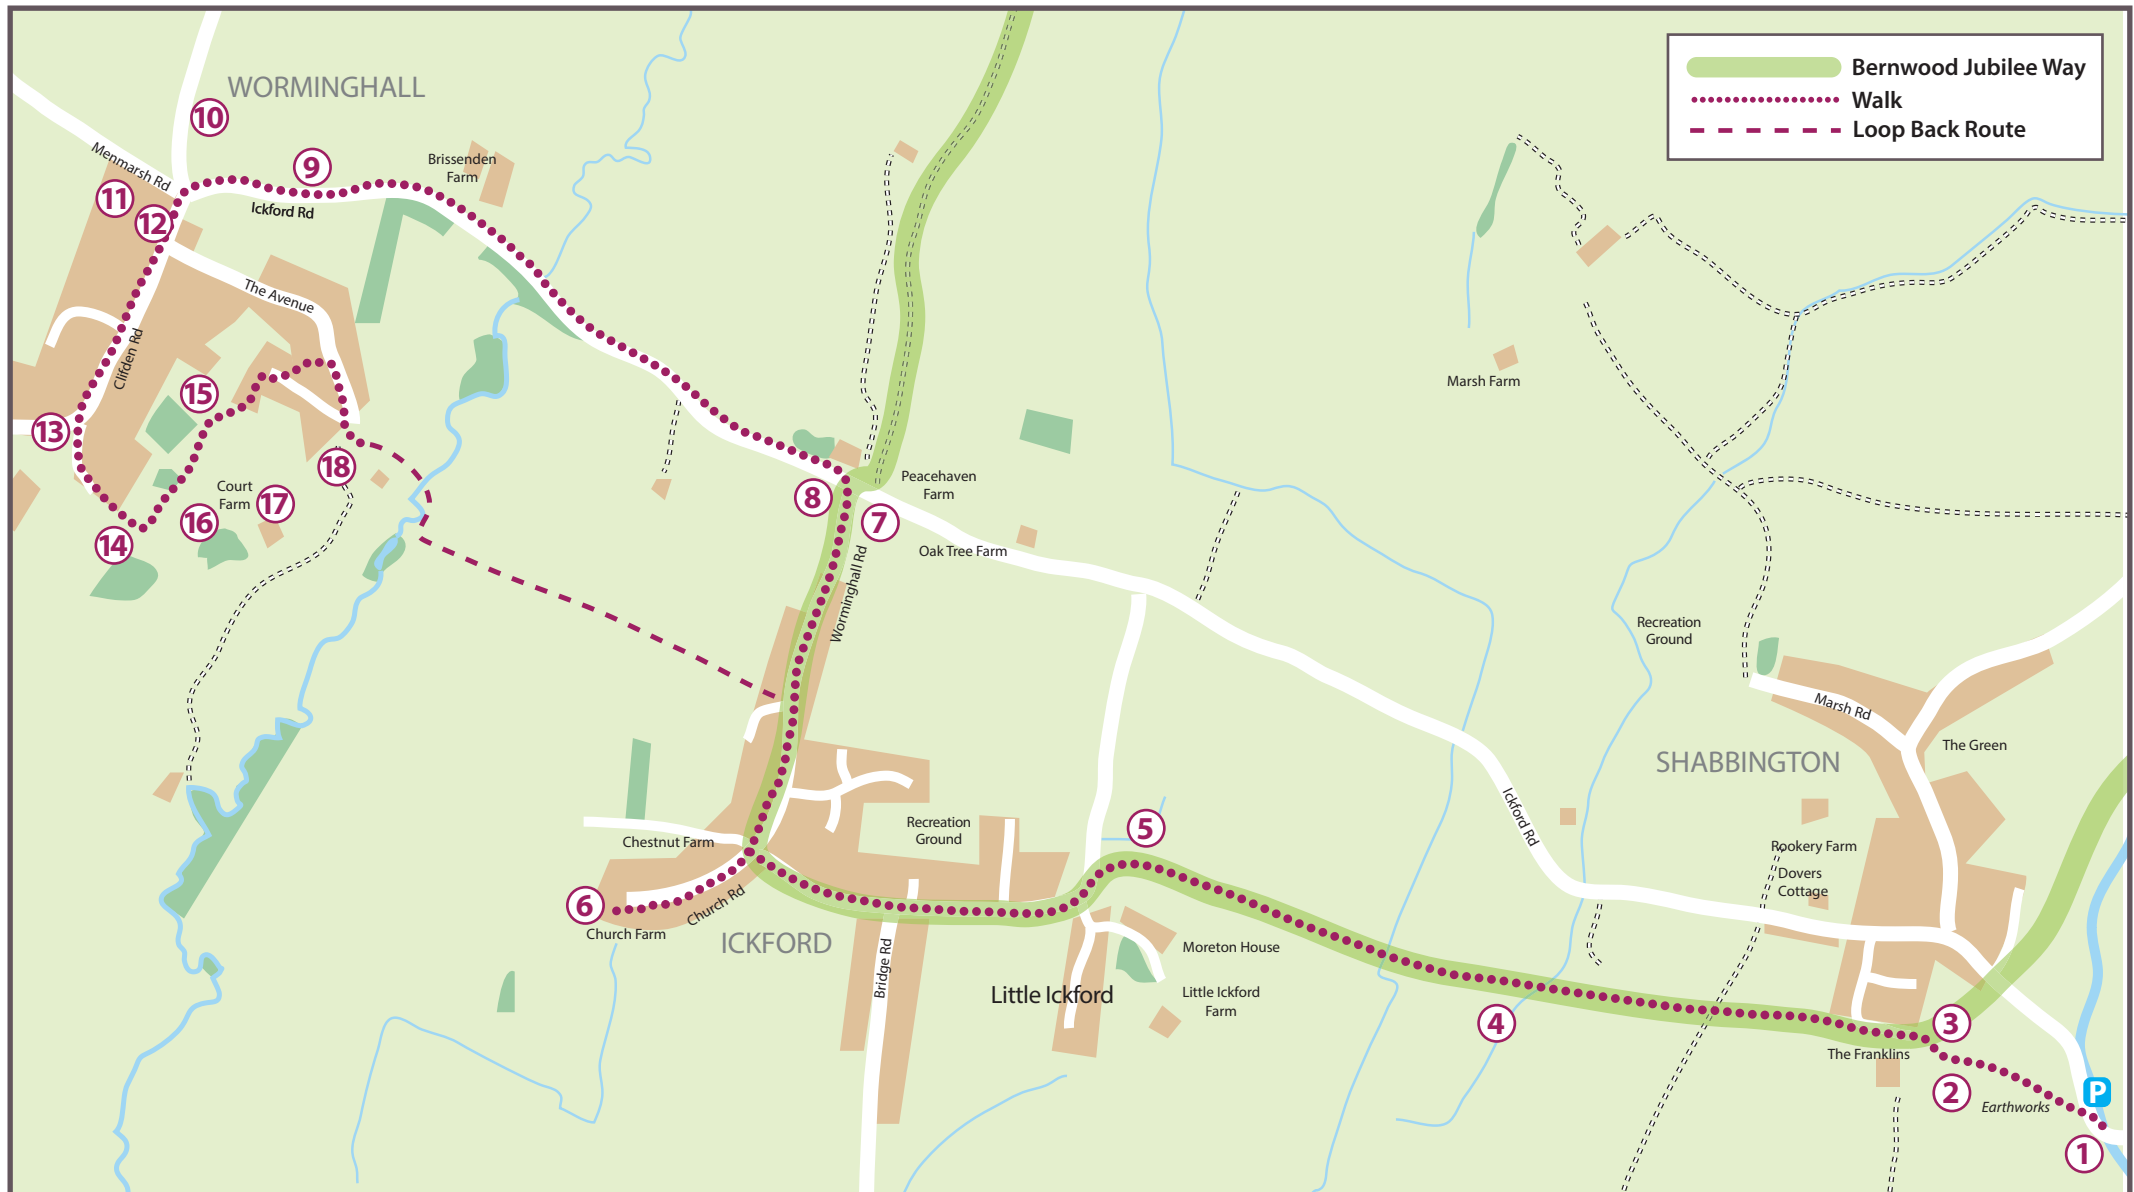 WORMINGHALL
Bernwood Jubilee Way
Walk
Loop Back Route
10
9
Brissenden
Farm
Menmarsh Rd
11
12
Ickford Rd
The Avenue
Clifden Rd
15
13
18
Court
Farm
17
16
14
Marsh Farm
Peacehaven
Farm
8
7
Oak Tree Farm
Worminghall Rd
Recreation
Ground
Marsh Rd
The Green
SHABBINGTON
Ickford Rd
Chestnut Farm
Recreation
Ground
5
Rookery Farm
Dovers
Cottage
6
Church Rd
Church Farm
ICKFORD
Bridge Rd
Moreton House
Little Ickford
Little Ickford
Farm
4
3
The Franklins
2
Earthworks
P
1